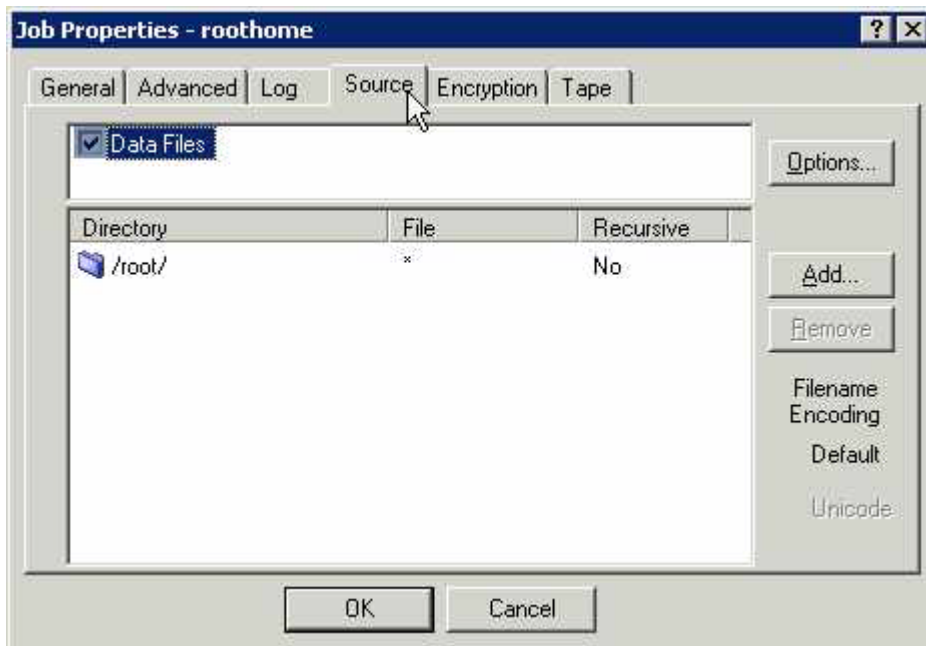 Job Properties - roothome
General Advanced Log Source Encryption Tape
Data Files
Options...
Directory File Recursive
/root/ * No
Add...
Remove
Filename
Encoding
Default
Unicode
OK Cancel